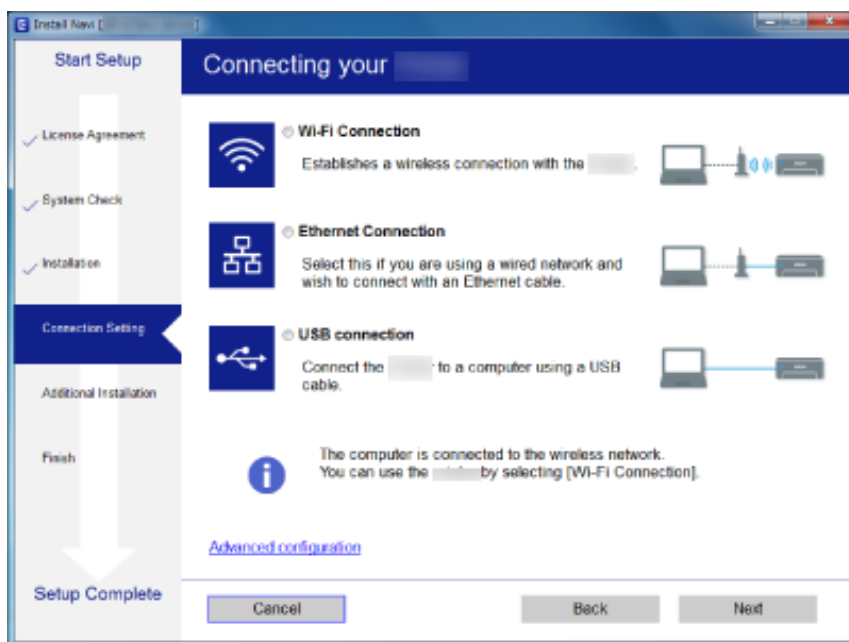 Install Navi [
Start Setup
License Agreement
System Check
Installation
Connection Setting
Additional Installation
Finish
Setup Complete
Connecting your
Wi-Fi Connection
Establishes a wireless connection with the .
Ethernet Connection
Select this if you are using a wired network and
wish to connect with an Ethernet cable.
USB connection
Connect the to a computer using a USB
cable.
The computer is connected to the wireless network.
You can use the by selecting [Wi-Fi Connection].
Advanced configuration
Cancel
Back
Next